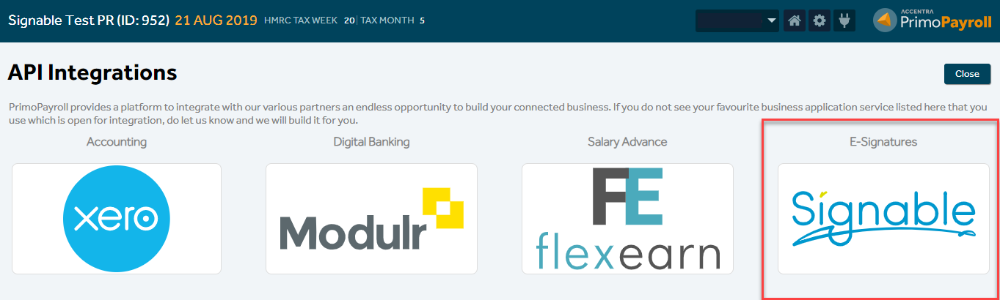 Signable Test PR (ID: 952) 21 AUG 2019 HMRC TAX WEEK 20 | TAX MONTH 5
ACCENTRA
PrimoPayroll
API Integrations
Close
PrimoPayroll provides a platform to integrate with our various partners an endless opportunity to build your connected business. If you do not see your favourite business application service listed here that you
use which is open for integration, do let us know and we will build it for you.
Accounting
Digital Banking
Salary Advance
E-Signatures
xero
Modulr
FE
flexearn
Signable